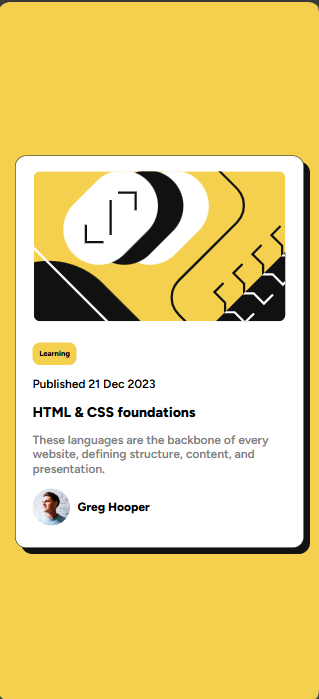 Learning
Published 21 Dec 2023
HTML & CSS foundations
These languages are the backbone of every
website, defining structure, content, and
presentation.
Greg Hooper